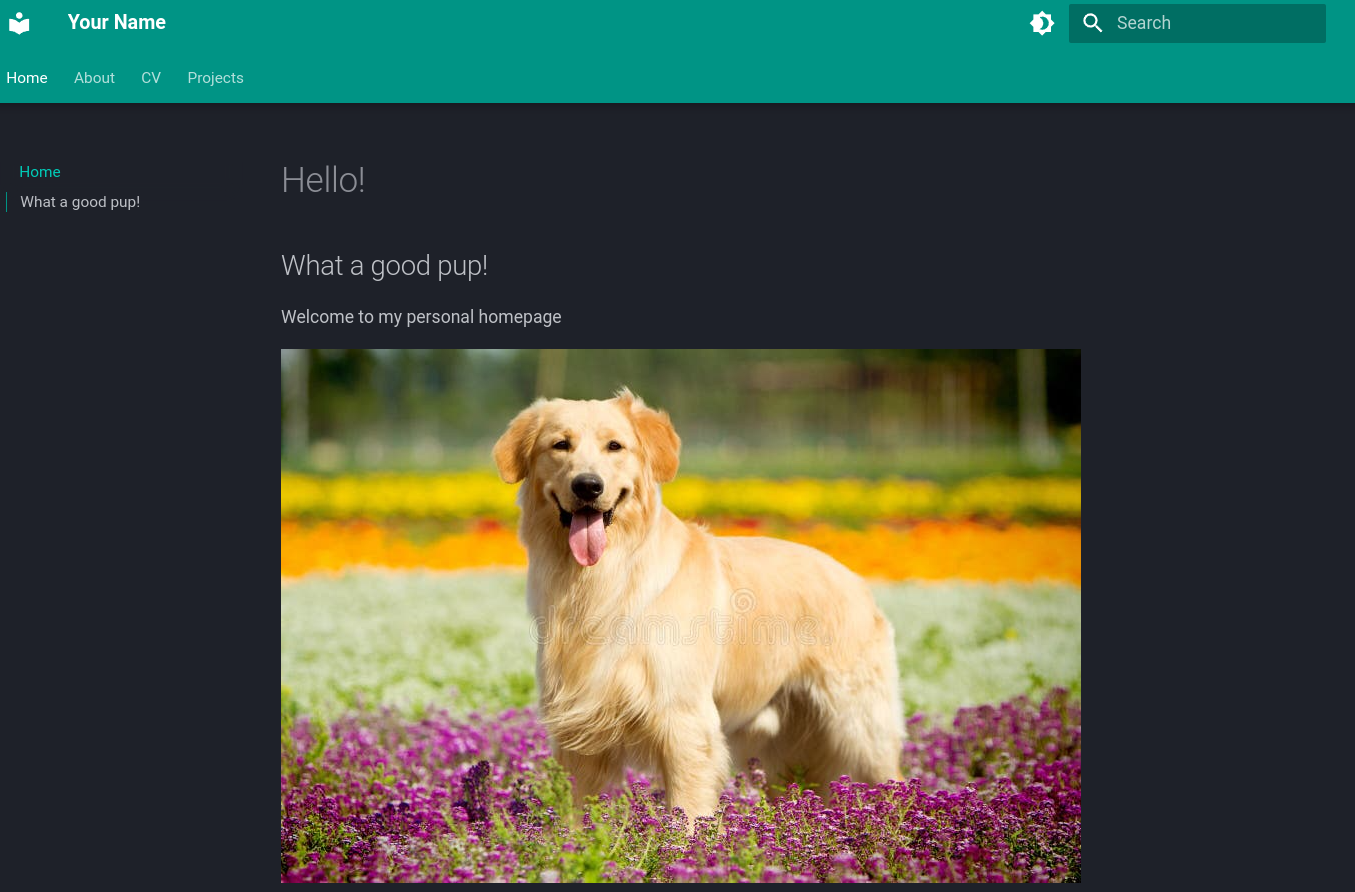 Your Name
Search
Home About CV Projects
Home
What a good pup!
Hello!
What a good pup!
Welcome to my personal homepage
dreamstime